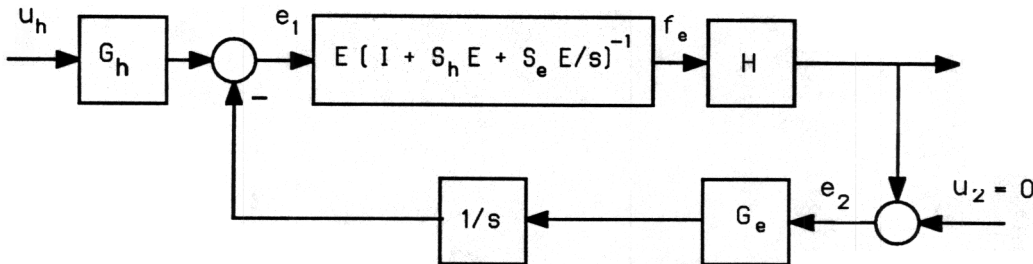 u_h
G_h
e_1
E ( I + S_h E + S_e E/s)^{-1}
f_e
H
−
1/s
G_e
e_2
u_2 = 0